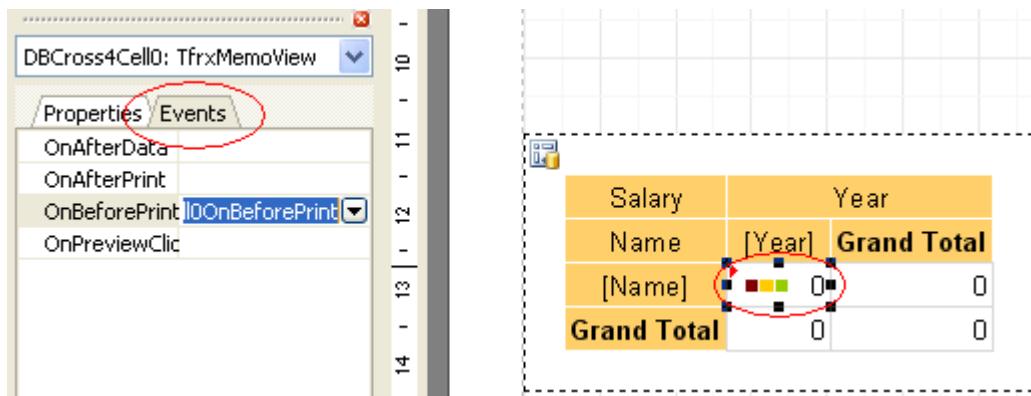 DBCross4Cell0: TfrxMemoView
Properties Events
OnAfterData
OnAfterPrint
OnBeforePrint ll0OnBeforePrint
OnPreviewClic
10
11
12
13
14
Salary Year
Name [Year] Grand Total
[Name] 0 0
Grand Total 0 0